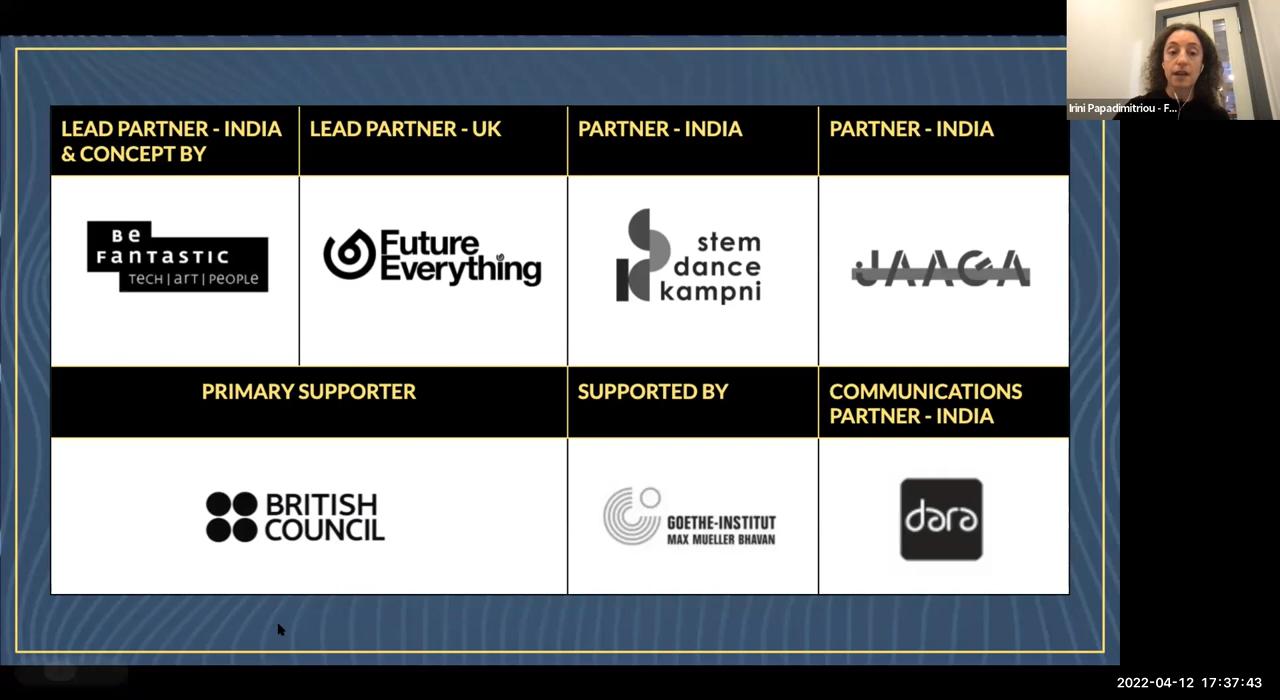 Irini Papadimitriou - F...
LEAD PARTNER - INDIA
& CONCEPT BY
LEAD PARTNER - UK
PARTNER - INDIA
PARTNER - INDIA
Be
FANTASTIC
TECH | ART | PEOPLE
Future
Everything
stem
dance
kampni
JAAGA
PRIMARY SUPPORTER
SUPPORTED BY
COMMUNICATIONS
PARTNER - INDIA
BRITISH
COUNCIL
GOETHE-INSTITUT
MAX MUELLER BHAVAN
dara
2022-04-12 17:37:43